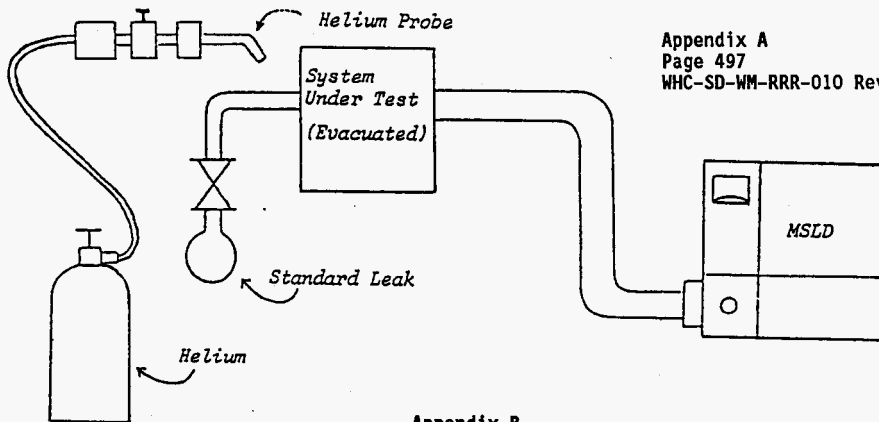 Helium Probe
Appendix A
Page 497
WHC-SD-WM-RRR-010 Rev
System
Under Test
(Evacuated)
MSLD
Standard Leak
Helium
Appendix B